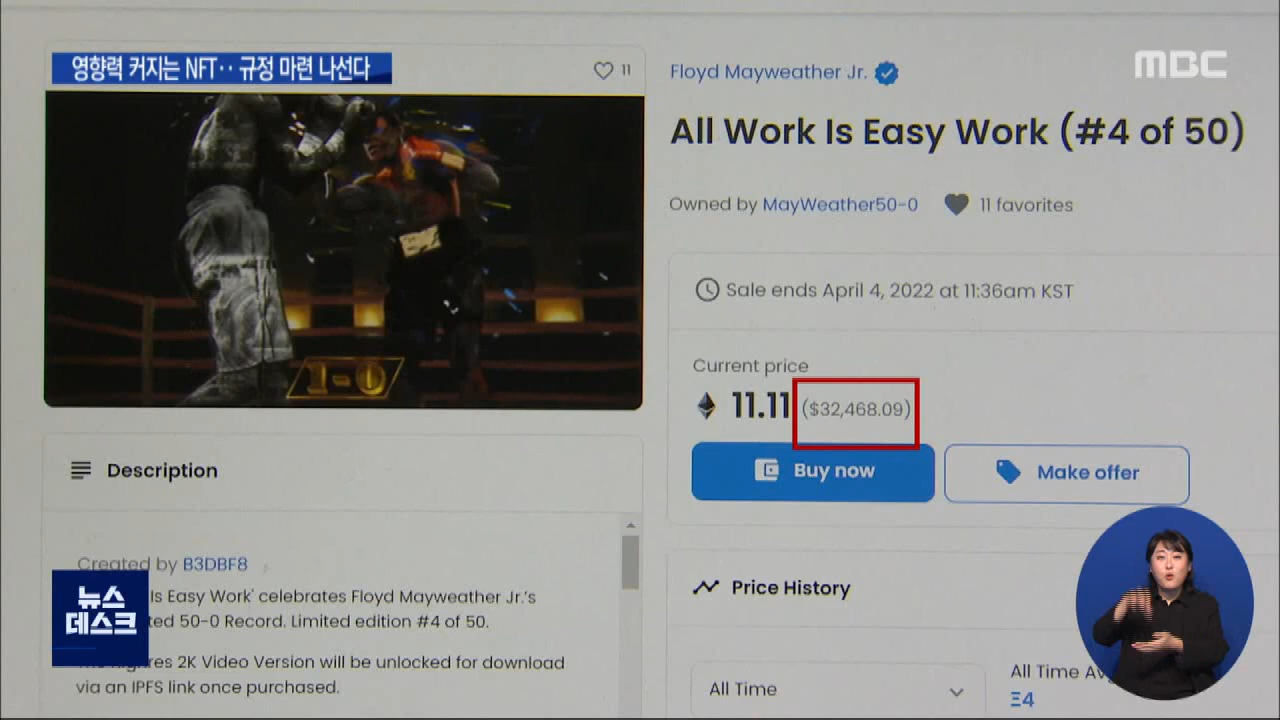 영향력 커지는 NFT‥ 규정 마련 나선다
11
MBC
Floyd Mayweather Jr.
All Work Is Easy Work (#4 of 50)
Owned by MayWeather50-0 11 favorites
Sale ends April 4, 2022 at 11:36am KST
Current price
11.11 ($32,468.09)
Buy now Make offer
1-0
Description
Created by B3DBF8
Is Easy Work' celebrates Floyd Mayweather Jr.'s
ted 50-0 Record. Limited edition #4 of 50.
2K Video Version will be unlocked for download
via an IPFS link once purchased.
뉴스
데스크
Price History
All Time
All Time
Ξ4